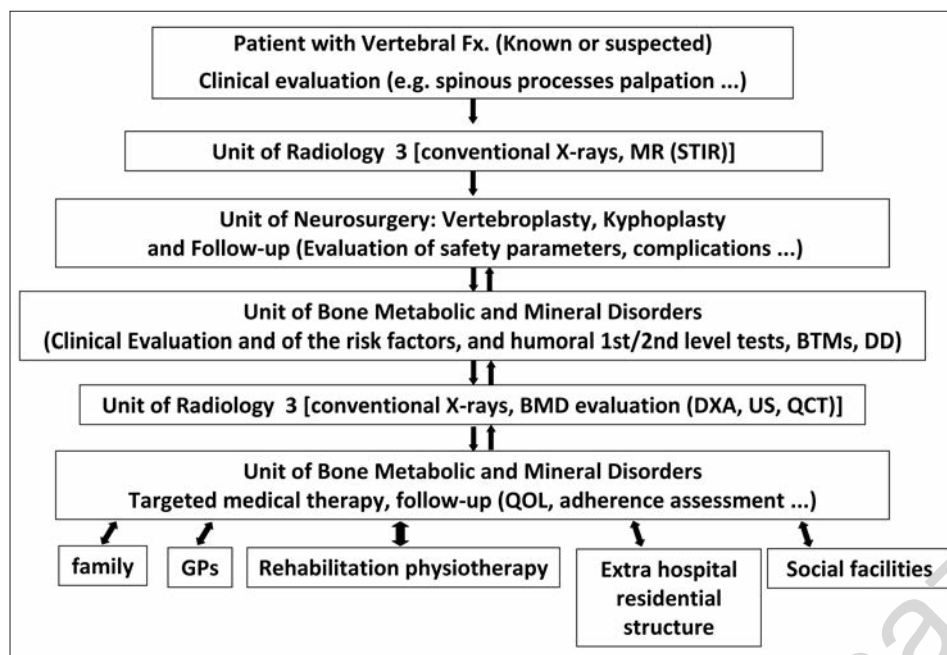 Patient with Vertebral Fx. (Known or suspected)
Clinical evaluation (e.g. spinous processes palpation ...)
Unit of Radiology 3 [conventional X-rays, MR (STIR)]
Unit of Neurosurgery: Vertebroplasty, Kyphoplasty
and Follow-up (Evaluation of safety parameters, complications ...)
Unit of Bone Metabolic and Mineral Disorders
(Clinical Evaluation and of the risk factors, and humoral 1st/2nd level tests, BTMs, DD)
Unit of Radiology 3 [conventional X-rays, BMD evaluation (DXA, US, QCT)]
Unit of Bone Metabolic and Mineral Disorders
Targeted medical therapy, follow-up (QOL, adherence assessment ...)
family
GPs
Rehabilitation physiotherapy
Extra hospital
residential
structure
Social facilities